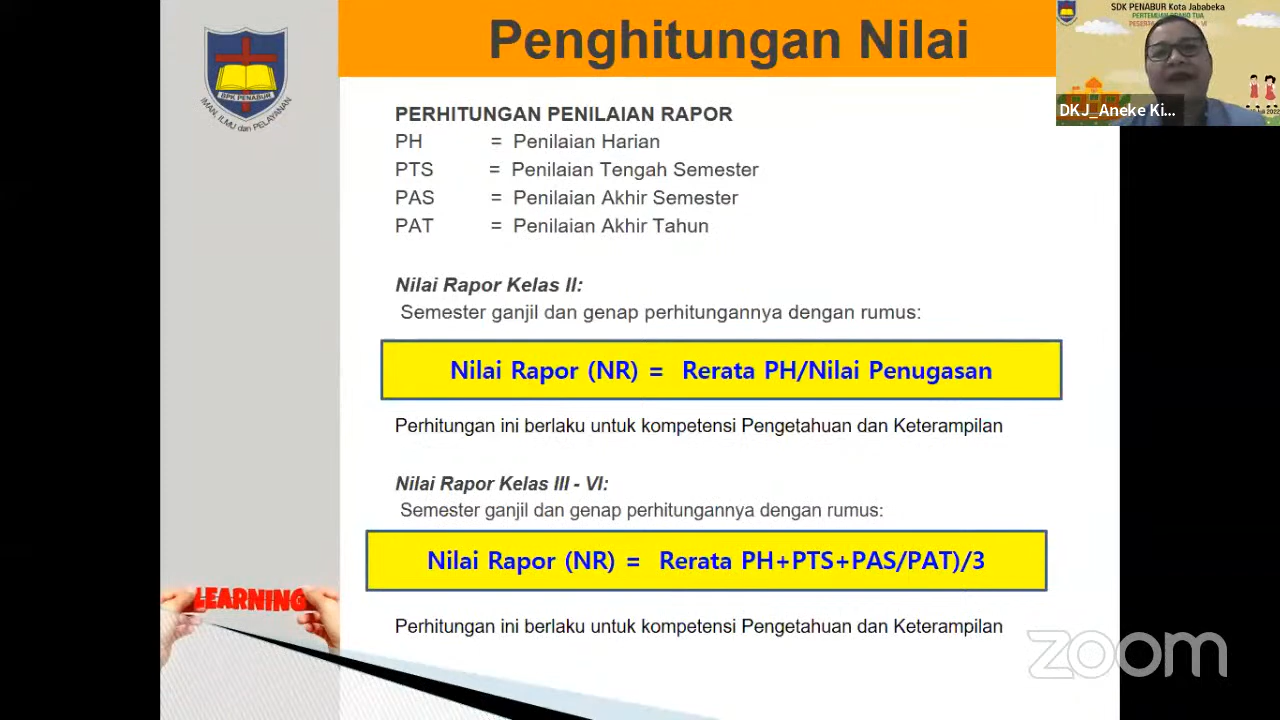 Penghitungan Nilai
BPK PENABUR
IMAN, ILMU dan PELAYANAN
PERHITUNGAN PENILAIAN RAPOR
PH = Penilaian Harian
PTS = Penilaian Tengah Semester
PAS = Penilaian Akhir Semester
PAT = Penilaian Akhir Tahun
Nilai Rapor Kelas II:
Semester ganjil dan genap perhitungannya dengan rumus:
Nilai Rapor (NR) = Rerata PH/Nilai Penugasan
Perhitungan ini berlaku untuk kompetensi Pengetahuan dan Keterampilan
Nilai Rapor Kelas III - VI:
Semester ganjil dan genap perhitungannya dengan rumus:
Nilai Rapor (NR) = Rerata PH+PTS+PAS/PAT)/3
Perhitungan ini berlaku untuk kompetensi Pengetahuan dan Keterampilan
LEARNING
SDK PENABUR Kota Jababeka
PERTEMUAN ORANG TUA
DKJ_Aneke Ki...
zoom